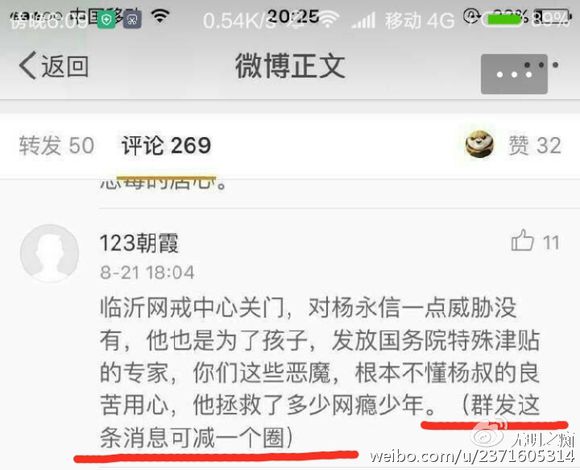 中国移动
20:25
0.54K/s
移动 4G
89%
返回
微博正文
转发 50
评论 269
赞 32
恶毒的居心。
123朝霞
11
8-21 18:04
临沂网戒中心关门，对杨永信一点威胁没
有，他也是为了孩子，发放国务院特殊津贴
的专家，你们这些恶魔，根本不懂杨叔的良
苦用心，他拯救了多少网瘾少年。（群发这
条消息可减一个圈）
weibo.com/u/2371605314